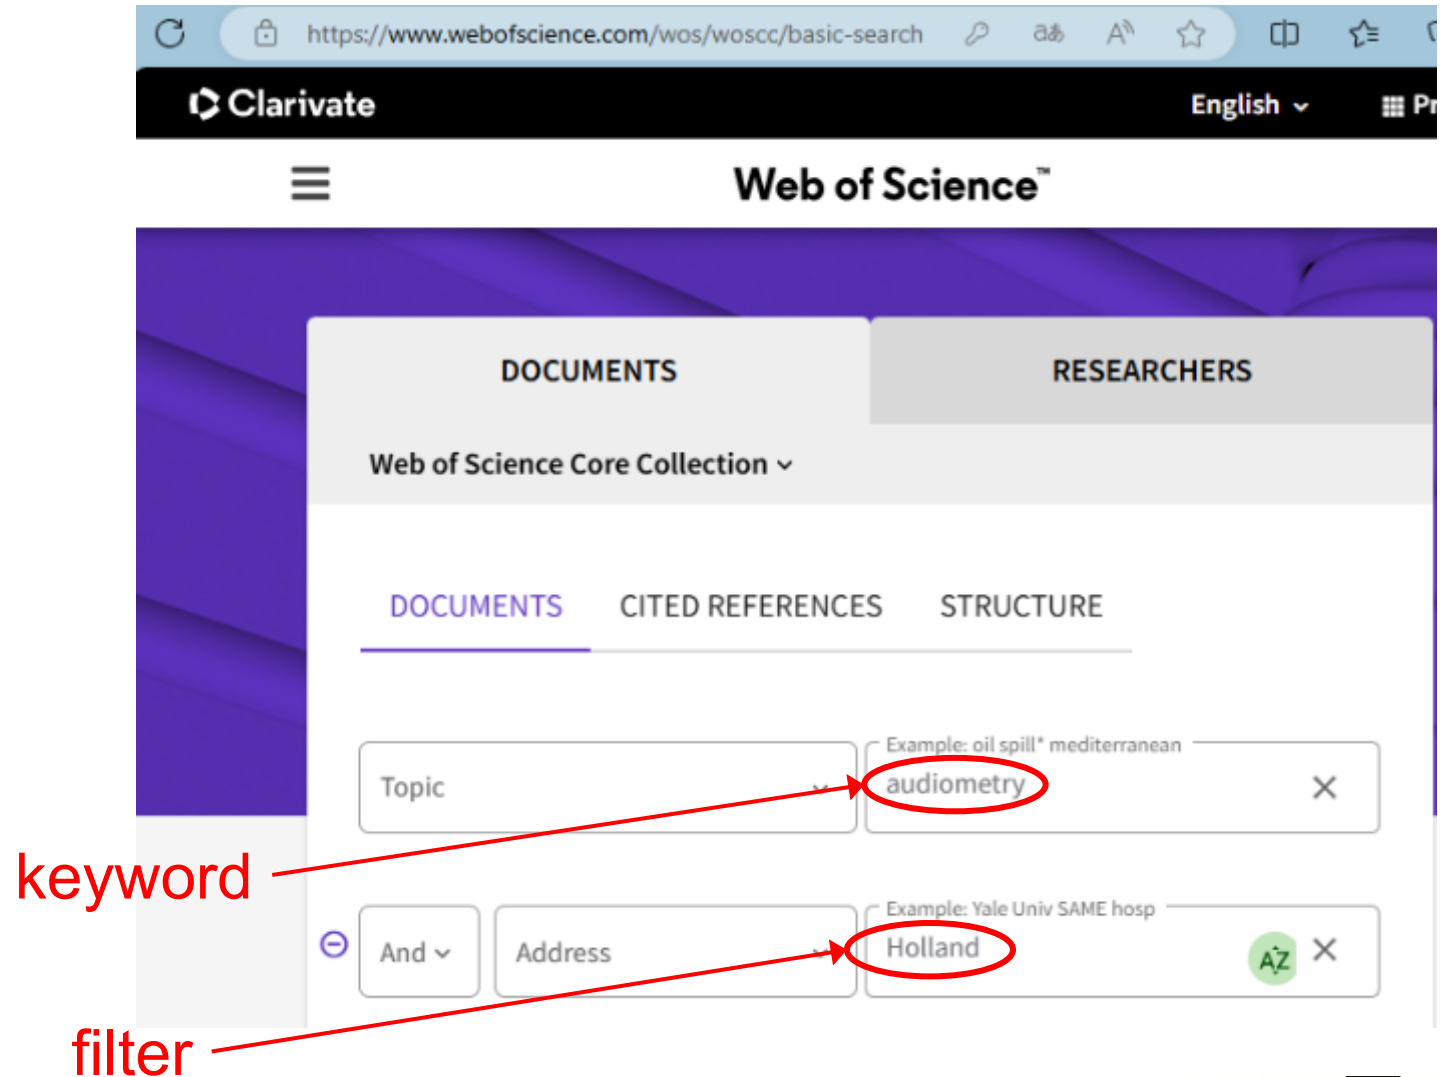 https://www.webofscience.com/wos/woscc/basic-search
Clarivate
English
Web of Science™
DOCUMENTS
RESEARCHERS
Web of Science Core Collection
DOCUMENTS CITED REFERENCES STRUCTURE
Example: oil spill* mediterranean
Topic
audiometry
keyword
Example: Yale Univ SAME hosp
And
Address
Holland
AZ
filter